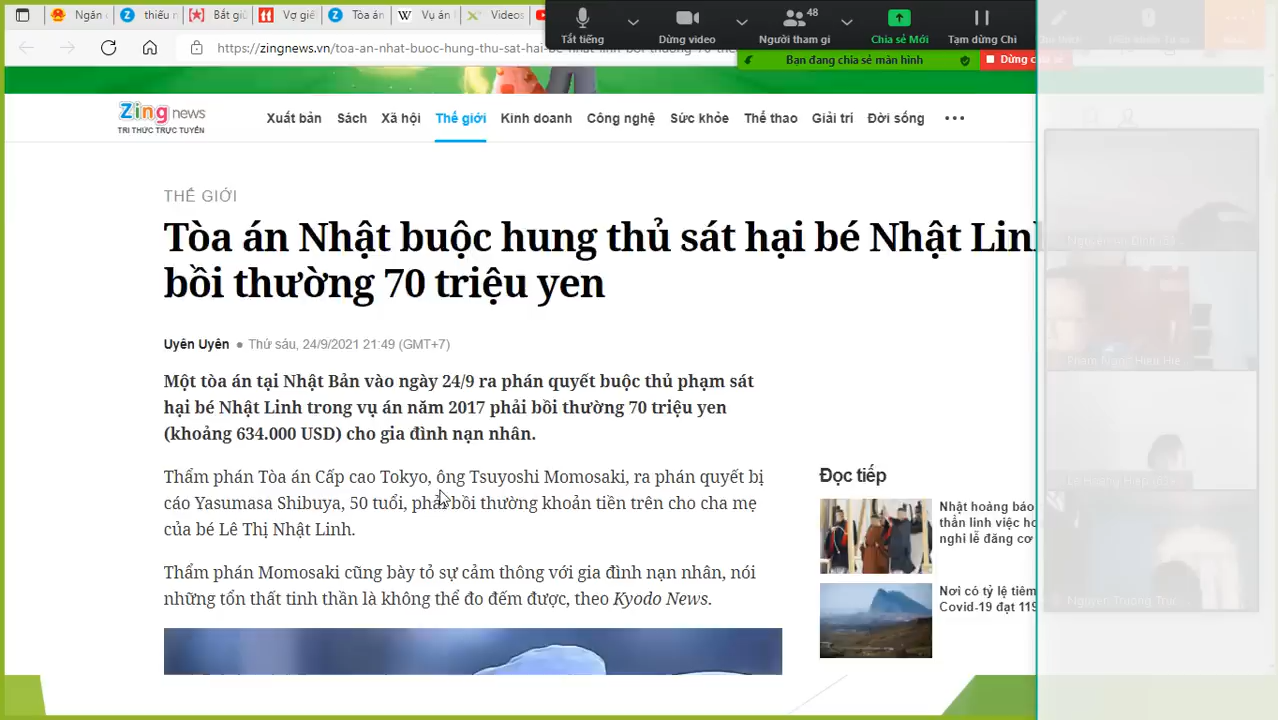 Ngân
thiếu n
Bắt giữ
Vợ giế
Tòa án
Vụ án
Videos
48
Tắt tiếng
Dừng video
Người tham gi
Chia sẻ Mới
Tạm dừng Chi
https://zingnews.vn/toa-an-nhat-buoc-hung-thu-sat-hai-be-nhat-linh-boi-thuong-70-trie
Bạn đang chia sẻ màn hình
Dừng chia sẻ
Zing news
TRI THỨC TRỰC TUYẾN
Xuất bản Sách Xã hội Thế giới Kinh doanh Công nghệ Sức khỏe Thể thao Giải trí Đời sống •••
THẾ GIỚI
Tòa án Nhật buộc hung thủ sát hại bé Nhật Linh
bồi thường 70 triệu yen
Uyên Uyên • Thứ sáu, 24/9/2021 21:49 (GMT+7)
Một tòa án tại Nhật Bản vào ngày 24/9 ra phán quyết buộc thủ phạm sát
hại bé Nhật Linh trong vụ án năm 2017 phải bồi thường 70 triệu yen
(khoảng 634.000 USD) cho gia đình nạn nhân.
Thẩm phán Tòa án Cấp cao Tokyo, ông Tsuyoshi Momosaki, ra phán quyết bị
cáo Yasumasa Shibuya, 50 tuổi, phải bồi thường khoản tiền trên cho cha mẹ
của bé Lê Thị Nhật Linh.
Thẩm phán Momosaki cũng bày tỏ sự cảm thông với gia đình nạn nhân, nói
những tổn thất tinh thần là không thể đo đếm được, theo Kyodo News.
Đọc tiếp
Nhật hoàng báo
thần linh việc ho
nghi lễ đăng cơ
Nơi có tỷ lệ tiêm
Covid-19 đạt 119